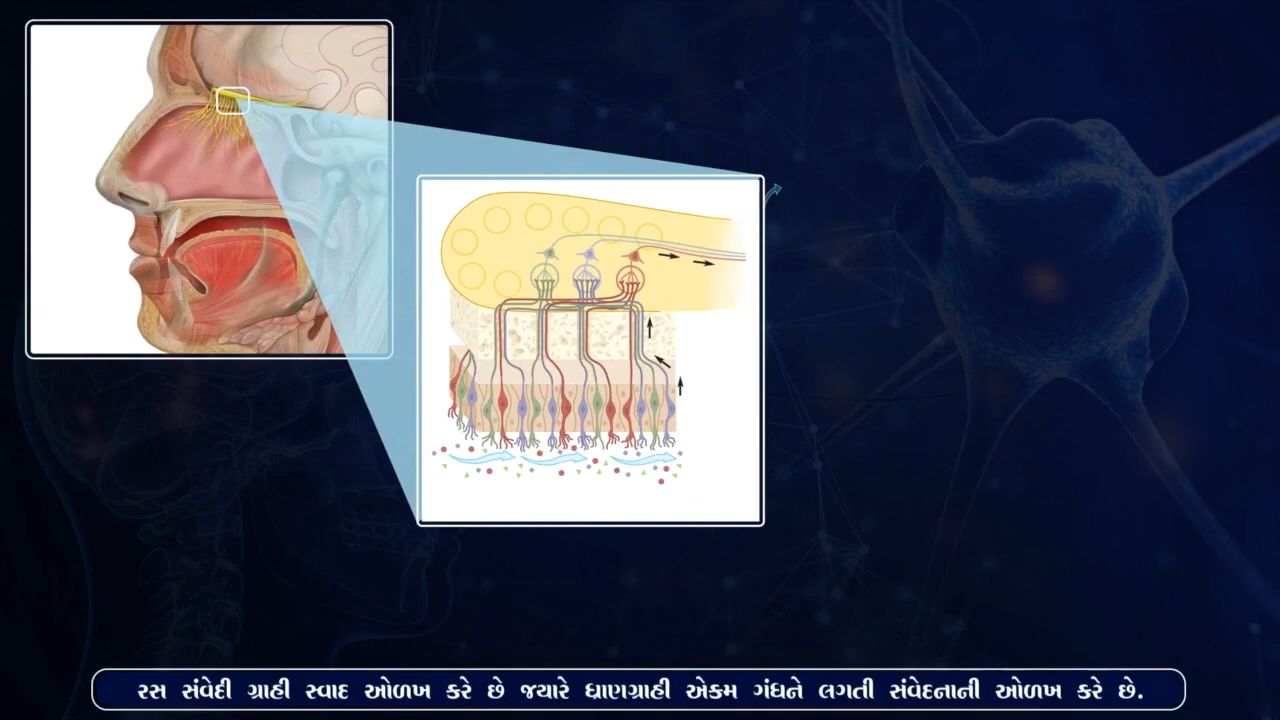 રસ સંવેદી ગ્રાહી સ્વાદ ઓળખ કરે છે જ્યારે ઘ્રાણગ્રાહી એકમ ગંધને લગતી સંવેદનાની ઓળખ કરે છે.